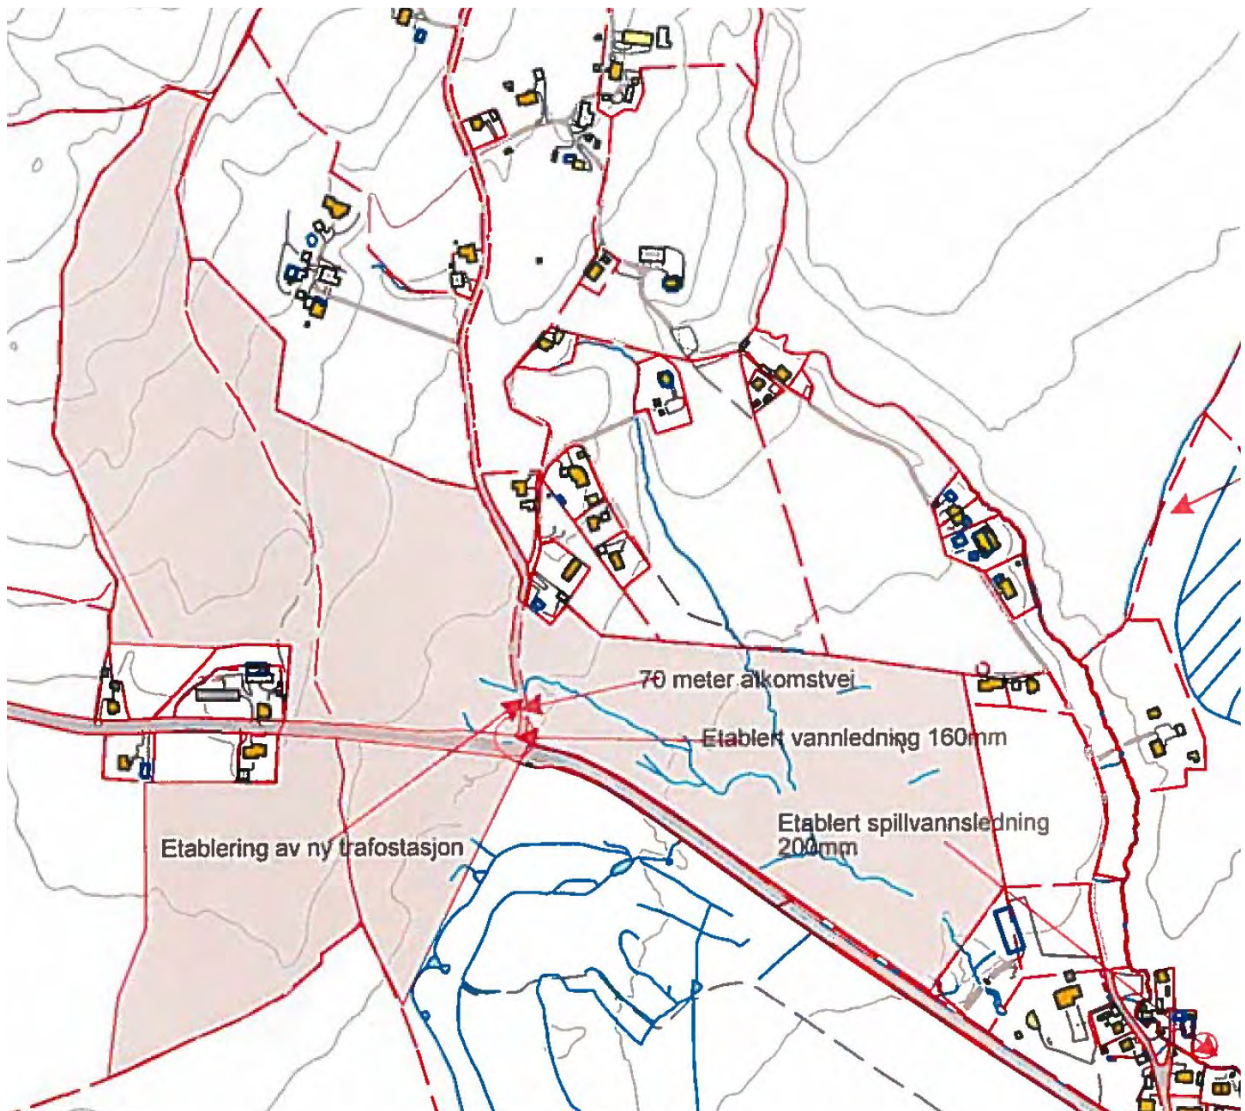 70 meter atkomstvei
Etablert vannledning 160mm
Etablert spillvannsledning
200mm
Etablering av ny trafostasjon